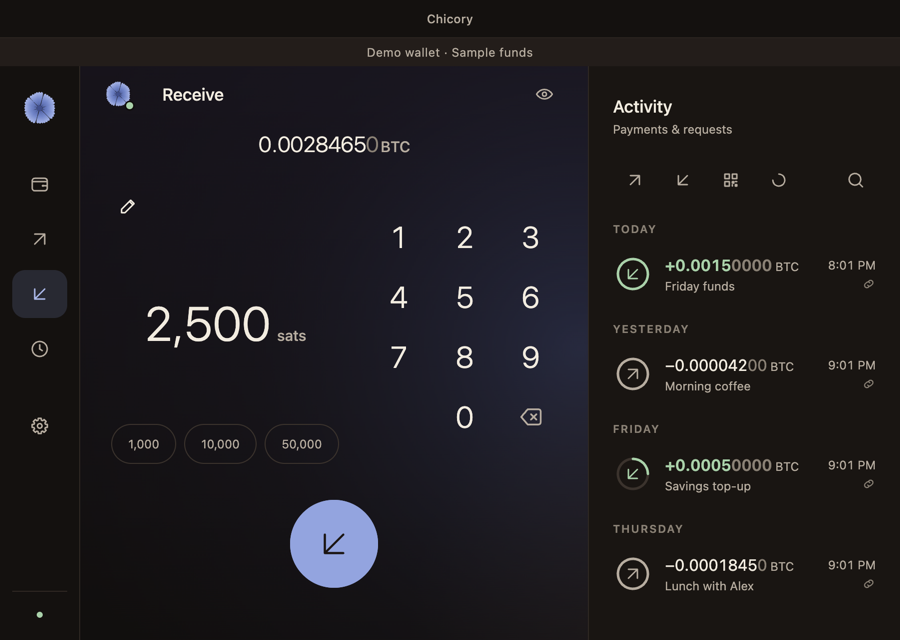 Chicory
Demo wallet · Sample funds
Receive
0.00284650 BTC
2,500 sats
1 2 3
4 5 6
7 8 9
0
1,000 10,000 50,000
Activity
Payments & requests
TODAY
+0.00150000 BTC 8:01 PM
Friday funds
YESTERDAY
−0.00004200 BTC 9:01 PM
Morning coffee
FRIDAY
+0.00050000 BTC 9:01 PM
Savings top-up
THURSDAY
−0.00018450 BTC 9:01 PM
Lunch with Alex